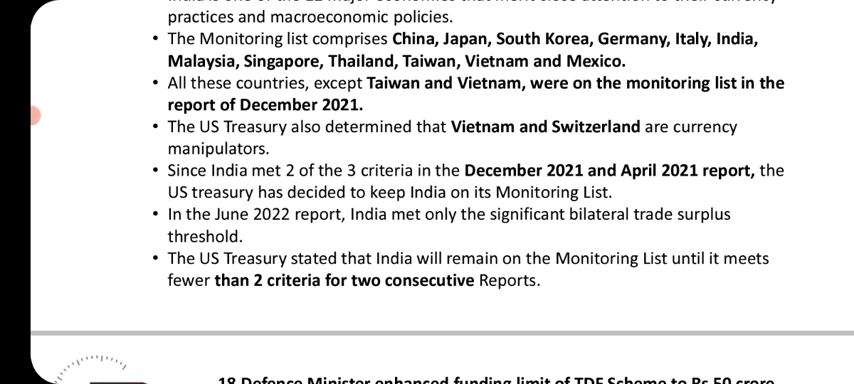 practices and macroeconomic policies.
• The Monitoring list comprises China, Japan, South Korea, Germany, Italy, India,
Malaysia, Singapore, Thailand, Taiwan, Vietnam and Mexico.
• All these countries, except Taiwan and Vietnam, were on the monitoring list in the
report of December 2021.
• The US Treasury also determined that Vietnam and Switzerland are currency
manipulators.
• Since India met 2 of the 3 criteria in the December 2021 and April 2021 report, the
US treasury has decided to keep India on its Monitoring List.
• In the June 2022 report, India met only the significant bilateral trade surplus
threshold.
• The US Treasury stated that India will remain on the Monitoring List until it meets
fewer than 2 criteria for two consecutive Reports.
18 Defence Minister enhanced funding limit of TDF Scheme to Rs 50 crore